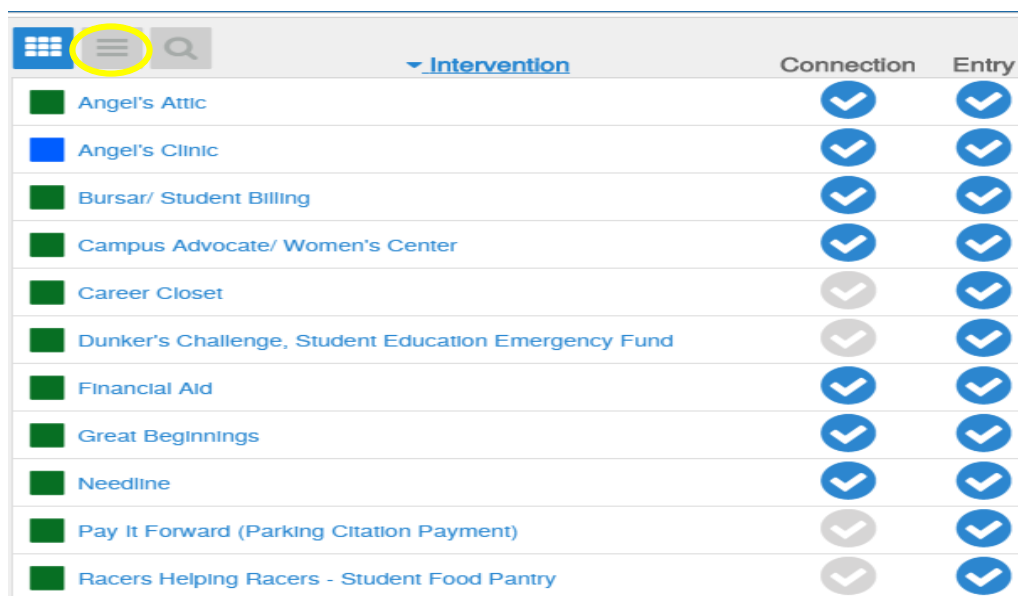 Intervention Connection Entry
Angel's Attic
Angel's Clinic
Bursar/ Student Billing
Campus Advocate/ Women's Center
Career Closet
Dunker's Challenge, Student Education Emergency Fund
Financial Aid
Great Beginnings
Needline
Pay It Forward (Parking Citation Payment)
Racers Helping Racers - Student Food Pantry